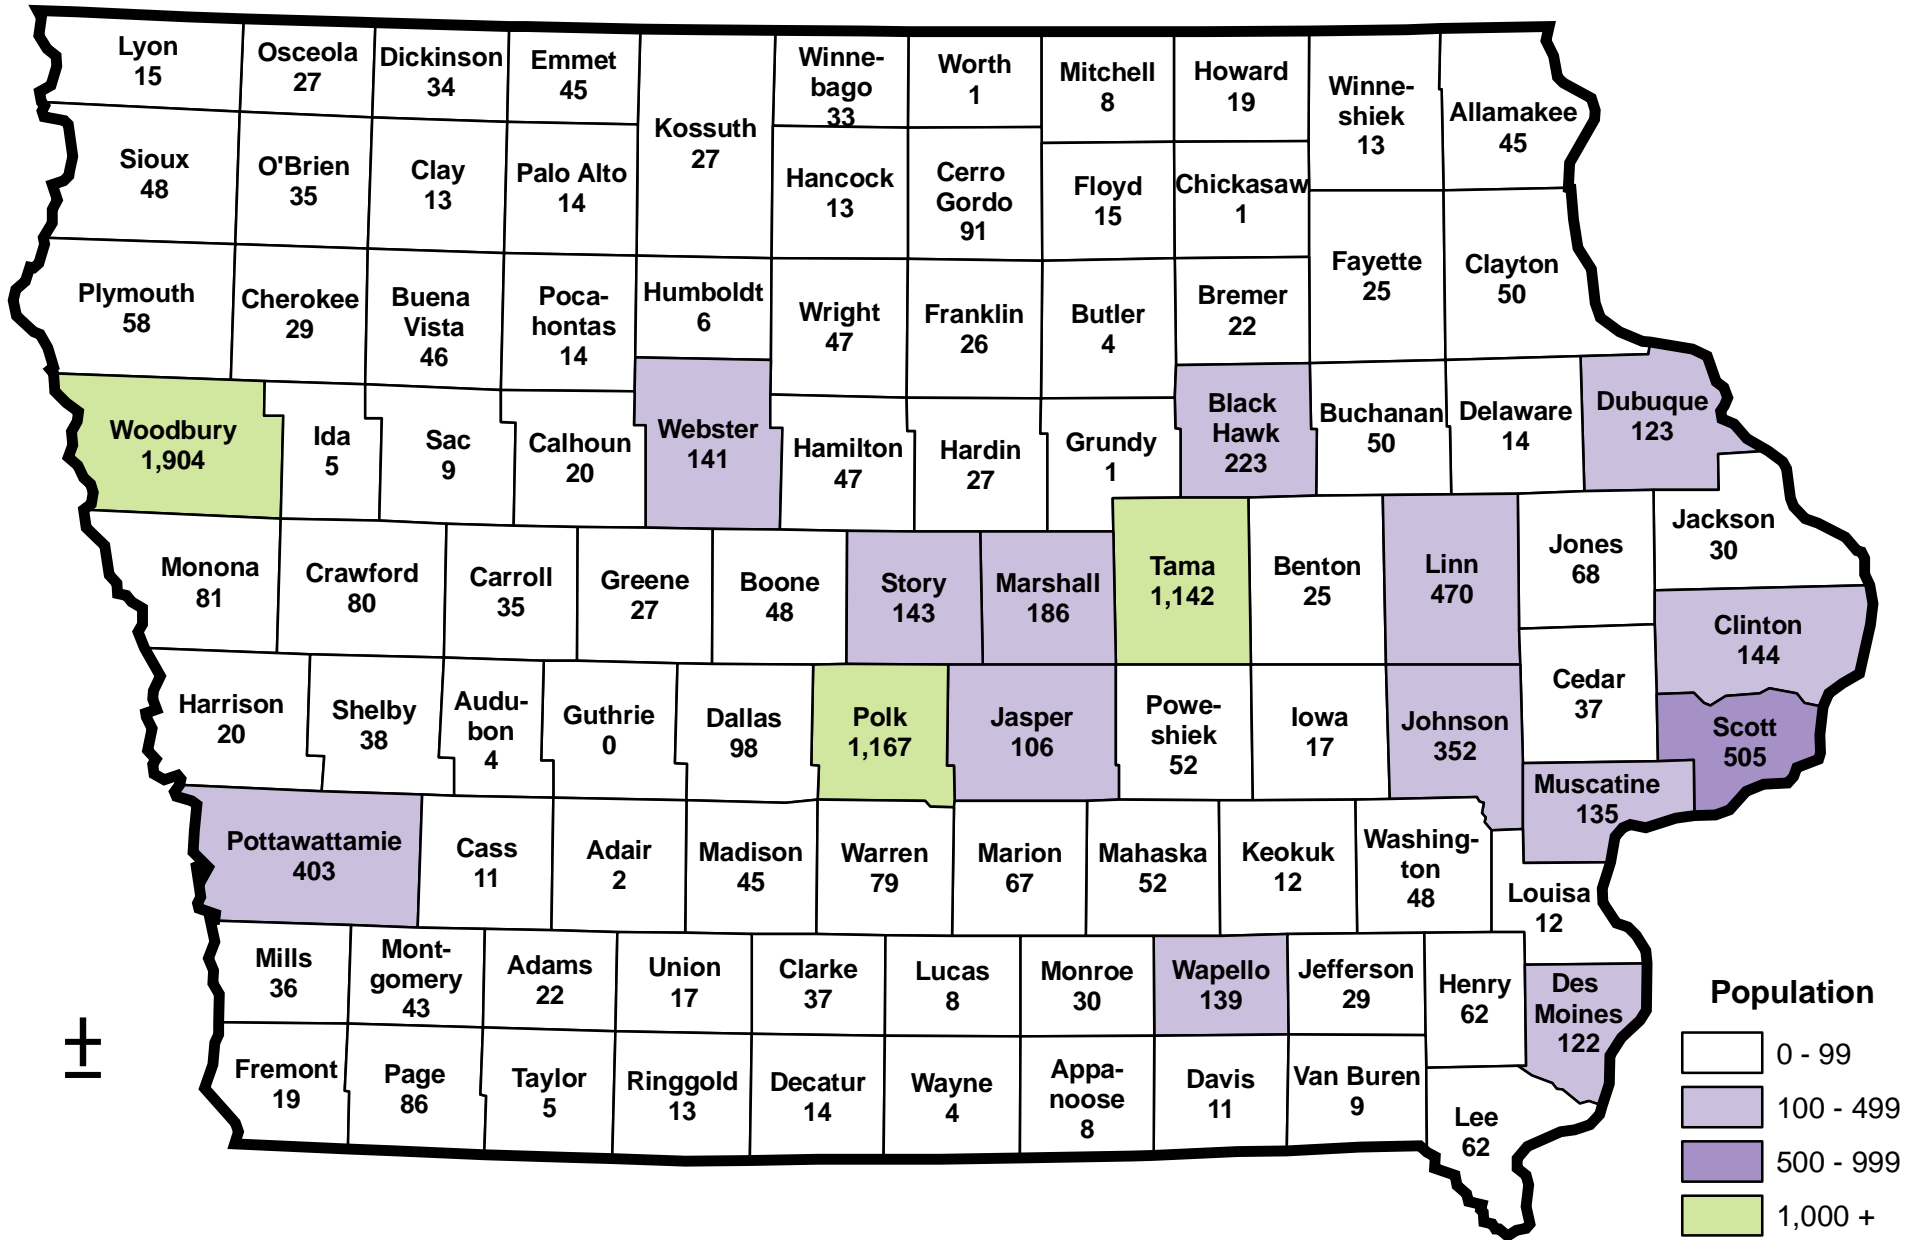 Lyon
15
Osceola
27
Dickinson
34
Emmet
45
Kossuth
27
Winne-
bago
33
Worth
1
Mitchell
8
Howard
19
Winne-
shiek
13
Allamakee
45
Sioux
48
O'Brien
35
Clay
13
Palo Alto
14
Hancock
13
Cerro
Gordo
91
Floyd
15
Chickasaw
1
Fayette
25
Clayton
50
Plymouth
58
Cherokee
29
Buena
Vista
46
Poca-
hontas
14
Humboldt
6
Wright
47
Franklin
26
Butler
4
Bremer
22
Woodbury
1,904
Ida
5
Sac
9
Calhoun
20
Webster
141
Hamilton
47
Hardin
27
Grundy
1
Black
Hawk
223
Buchanan
50
Delaware
14
Dubuque
123
Monona
81
Crawford
80
Carroll
35
Greene
27
Boone
48
Story
143
Marshall
186
Tama
1,142
Benton
25
Linn
470
Jones
68
Jackson
30
Clinton
144
Harrison
20
Shelby
38
Audu-
bon
4
Guthrie
0
Dallas
98
Polk
1,167
Jasper
106
Powe-
shiek
52
Iowa
17
Johnson
352
Cedar
37
Scott
505
Muscatine
135
Pottawattamie
403
Cass
11
Adair
2
Madison
45
Warren
79
Marion
67
Mahaska
52
Keokuk
12
Washing-
ton
48
Louisa
12
Mills
36
Mont-
gomery
43
Adams
22
Union
17
Clarke
37
Lucas
8
Monroe
30
Wapello
139
Jefferson
29
Henry
62
Des
Moines
122
Fremont
19
Page
86
Taylor
5
Ringgold
13
Decatur
14
Wayne
4
Appa-
noose
8
Davis
11
Van Buren
9
Lee
62
±
Population
0 - 99
100 - 499
500 - 999
1,000 +